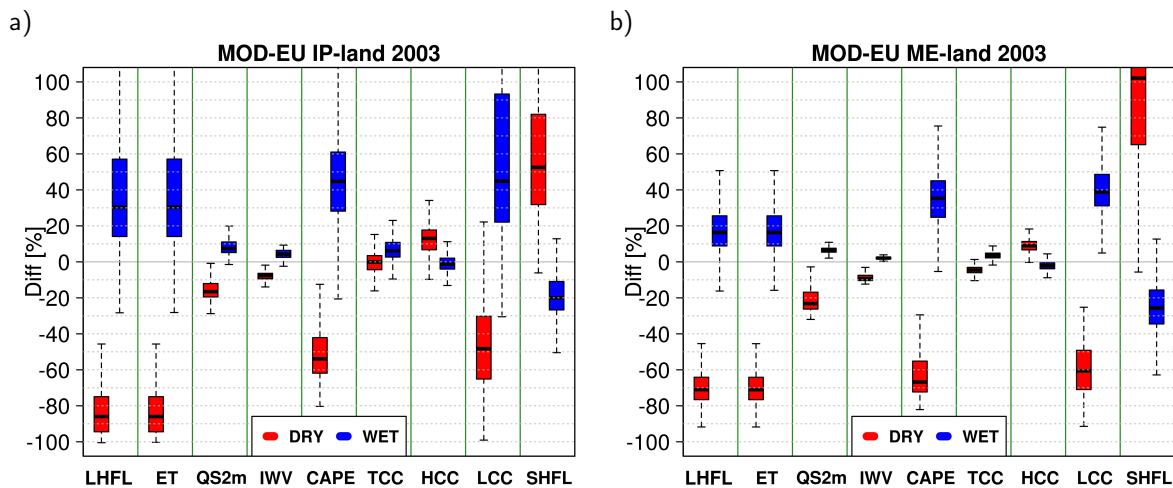 a)
MOD-EU IP-land 2003
Diff [%]
100
80
60
40
20
0
-20
-40
-60
-80
-100
DRY WET
LHFL ET QS2m IWV CAPE TCC HCC LCC SHFL
b)
MOD-EU ME-land 2003
Diff [%]
100
80
60
40
20
0
-20
-40
-60
-80
-100
DRY WET
LHFL ET QS2m IWV CAPE TCC HCC LCC SHFL